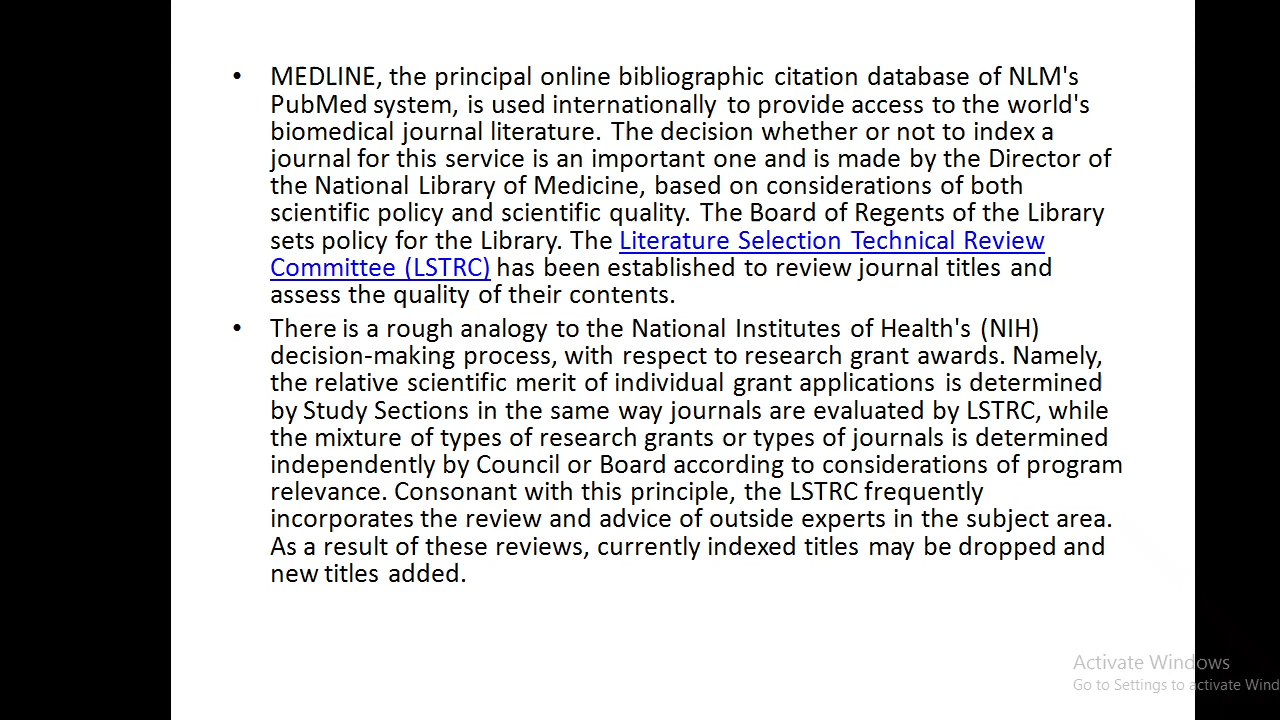 • MEDLINE, the principal online bibliographic citation database of NLM's
PubMed system, is used internationally to provide access to the world's
biomedical journal literature. The decision whether or not to index a
journal for this service is an important one and is made by the Director of
the National Library of Medicine, based on considerations of both
scientific policy and scientific quality. The Board of Regents of the Library
sets policy for the Library. The Literature Selection Technical Review
Committee (LSTRC) has been established to review journal titles and
assess the quality of their contents.
• There is a rough analogy to the National Institutes of Health's (NIH)
decision-making process, with respect to research grant awards. Namely,
the relative scientific merit of individual grant applications is determined
by Study Sections in the same way journals are evaluated by LSTRC, while
the mixture of types of research grants or types of journals is determined
independently by Council or Board according to considerations of program
relevance. Consonant with this principle, the LSTRC frequently
incorporates the review and advice of outside experts in the subject area.
As a result of these reviews, currently indexed titles may be dropped and
new titles added.
Activate Windows
Go to Settings to activate Wind